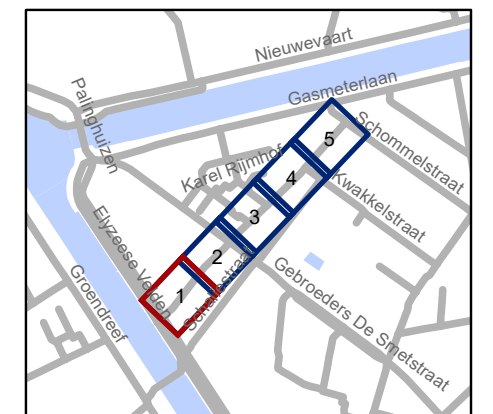 Nieuwevaart
Gasmeterlaan
Palinghuizen
Schommelstraat
5
Karel Rijmhof
4
Kwakkelstraat
3
Elyzeese Velden
2
Gebroeders De Smetstraat
Groendreef
1